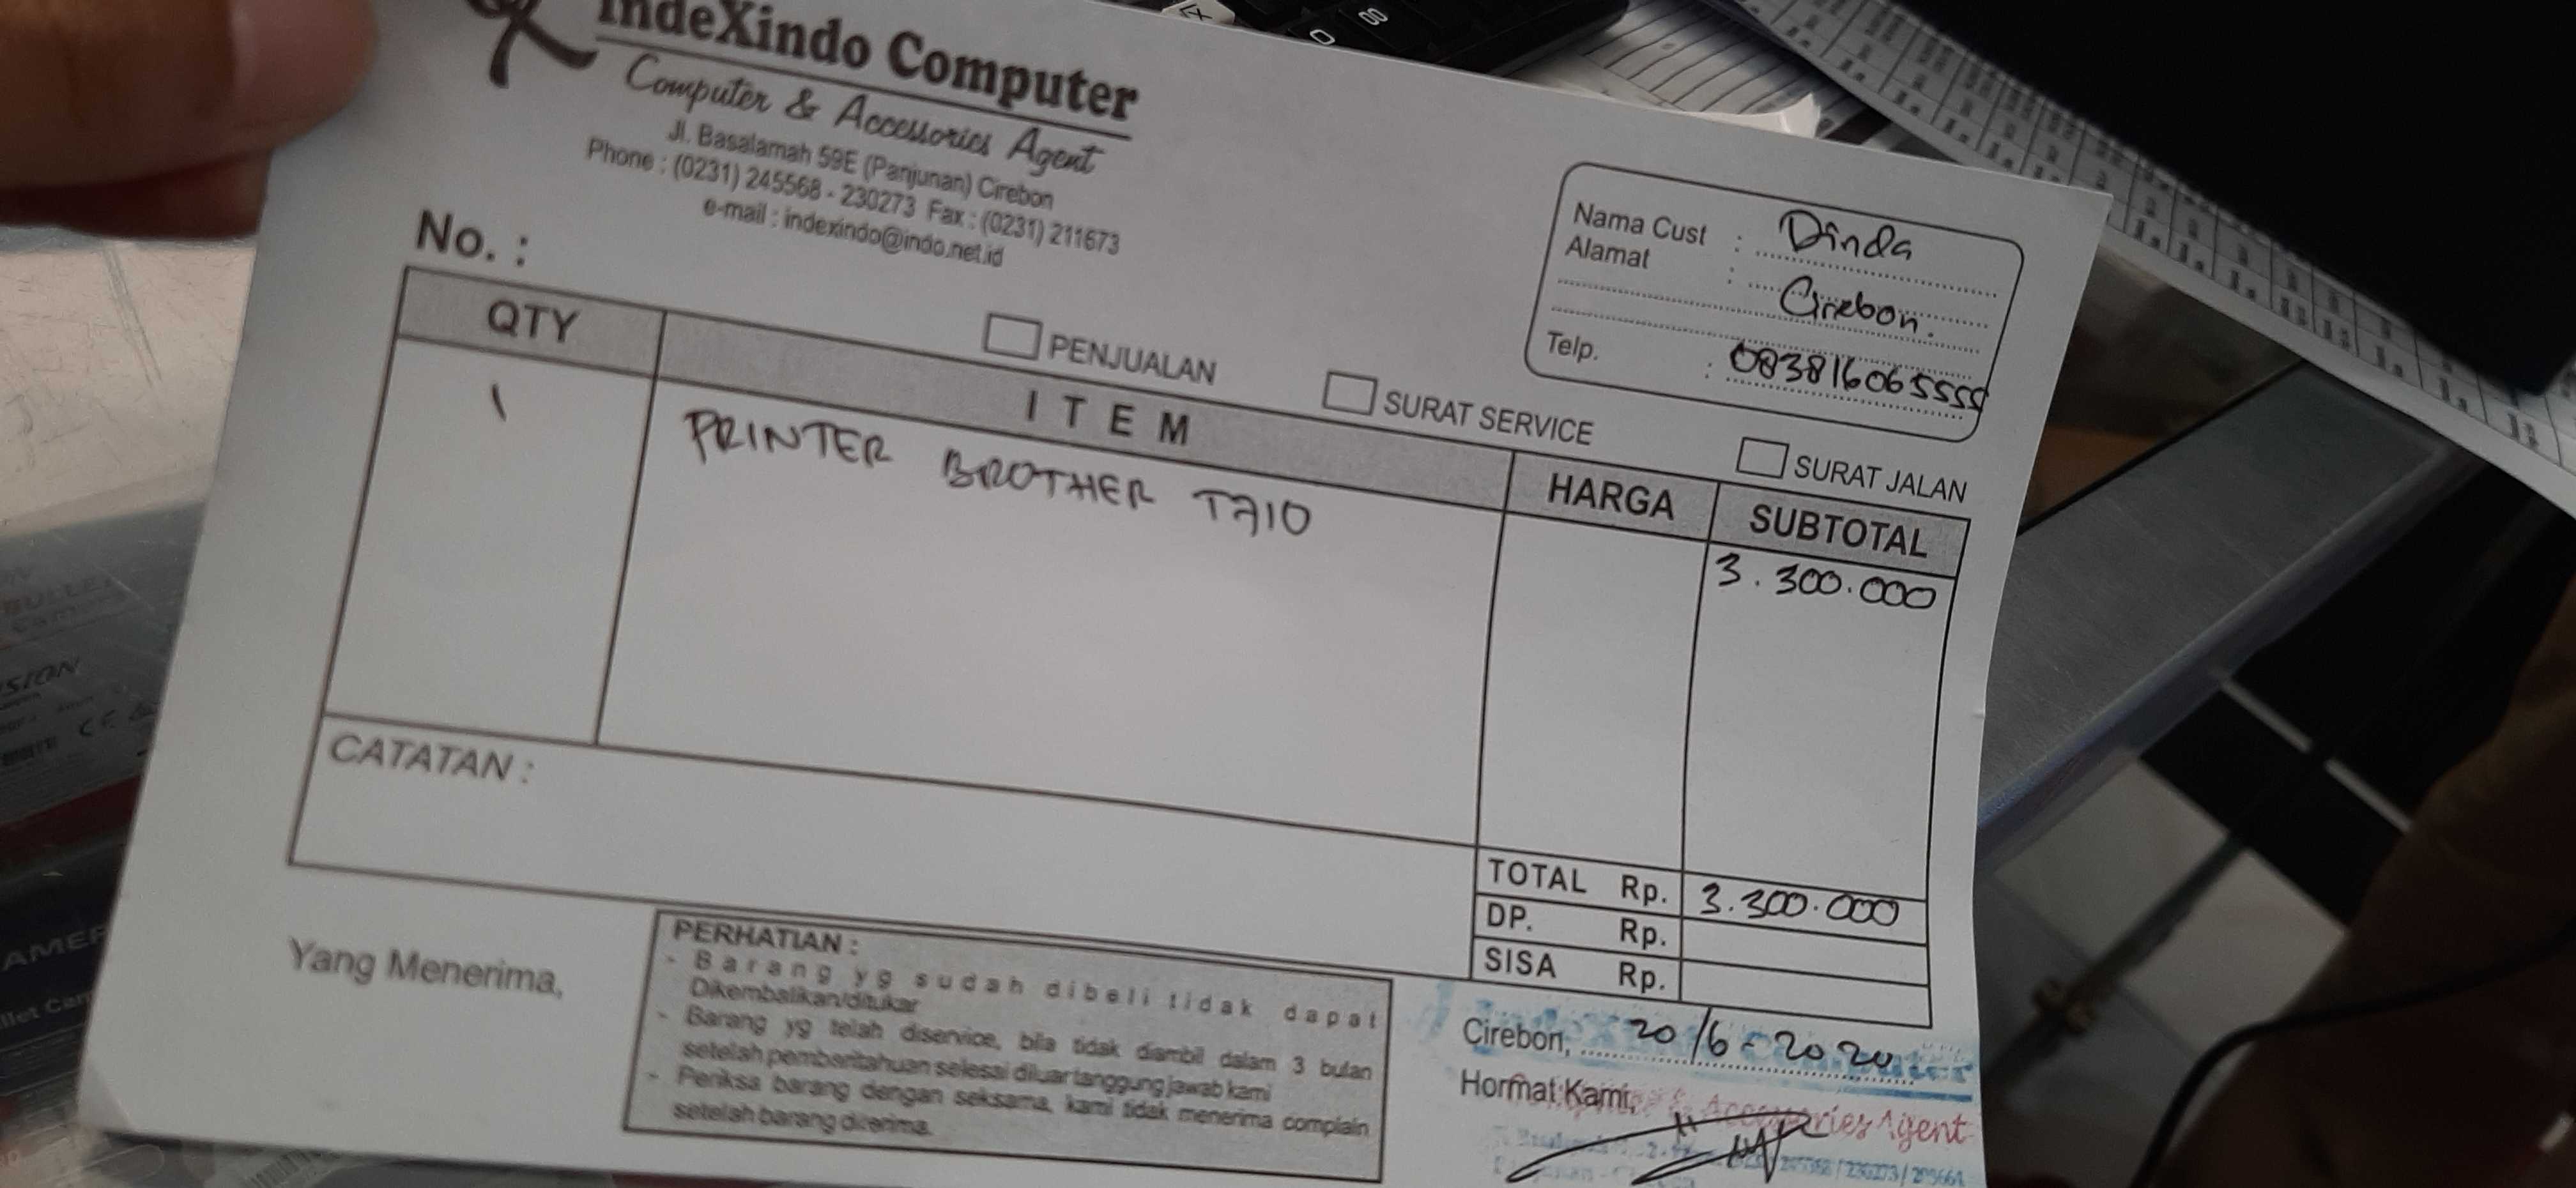 IndeXindo Computer
Computer & Accessories Agent
Jl. Basalamah 59E (Panjunan) Cirebon
Phone : (0231) 245568 - 230273 Fax : (0231) 211673
e-mail : indexindo@indo.net.id
Nama Cust : Dinda
Alamat : Cirebon.
Telp. : 083816065555
No. :
PENJUALAN
SURAT SERVICE
SURAT JALAN
QTY ITEM HARGA SUBTOTAL
1 PRINTER BROTHER T710 3.300.000
CATATAN :
TOTAL Rp. 3.300.000
DP. Rp.
SISA Rp.
Yang Menerima,
PERHATIAN :
- Barang yg sudah dibeli tidak dapat
Dikembalikan/ditukar
- Barang yg telah diservice, bila tidak diambil dalam 3 bulan
setelah pemberitahuan selesai diluar tanggung jawab kami
- Periksa barang dengan seksama, kami tidak menerima complain
setelah barang diterima.
Cirebon, 20/6-2020
Hormat Kami,
Accessories Agent